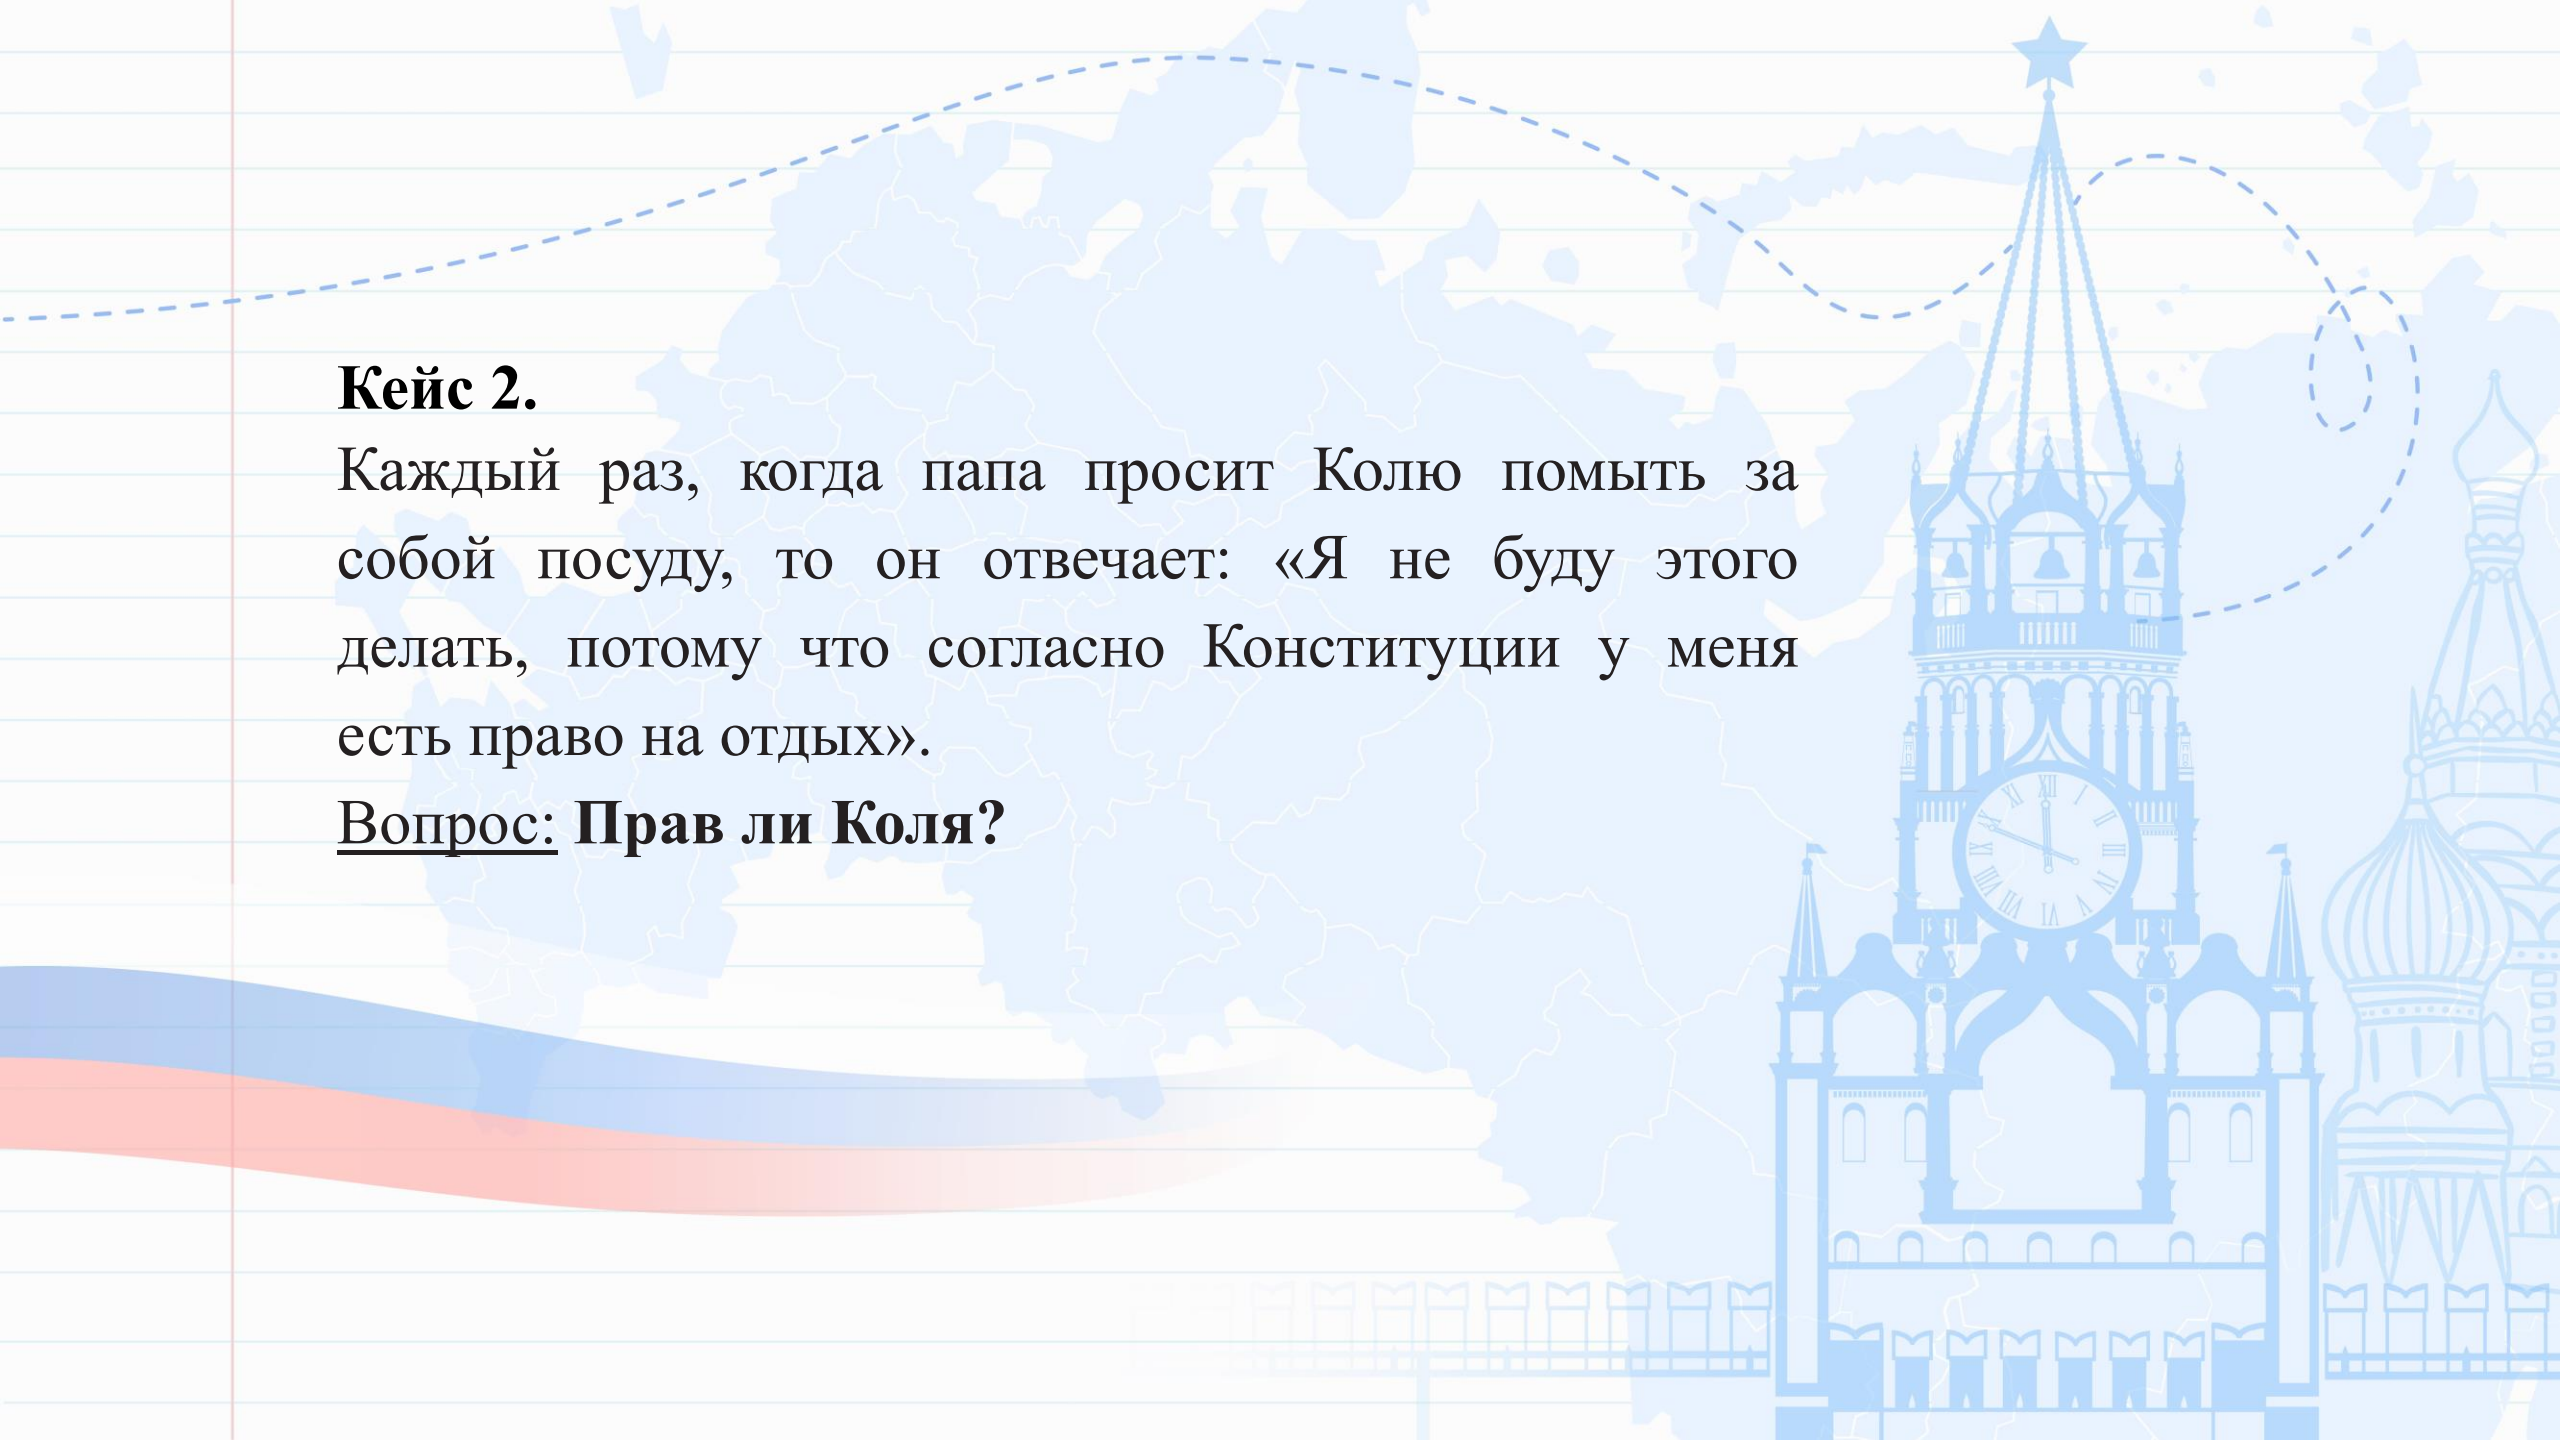 Кейс 2.
Каждый раз, когда папа просит Колю помыть за
собой посуду, то он отвечает: «Я не буду этого
делать, потому что согласно Конституции у меня
есть право на отдых».
Вопрос: Прав ли Коля?